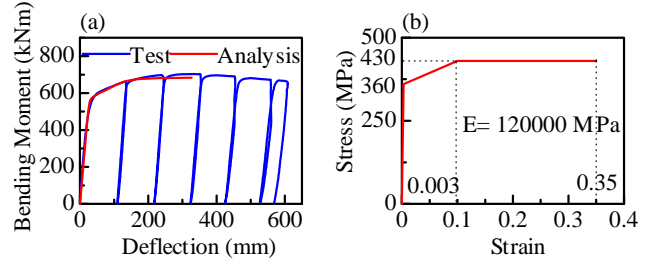 (a)
Test Analysis
Bending Moment (kNm)
800
600
400
200
0
0 100 200 300 400 500 600
Deflection (mm)
(b)
Stress (MPa)
500
430
360
250
0
E= 120000 MPa
0.003
0.35
0 0.1 0.2 0.3 0.4
Strain